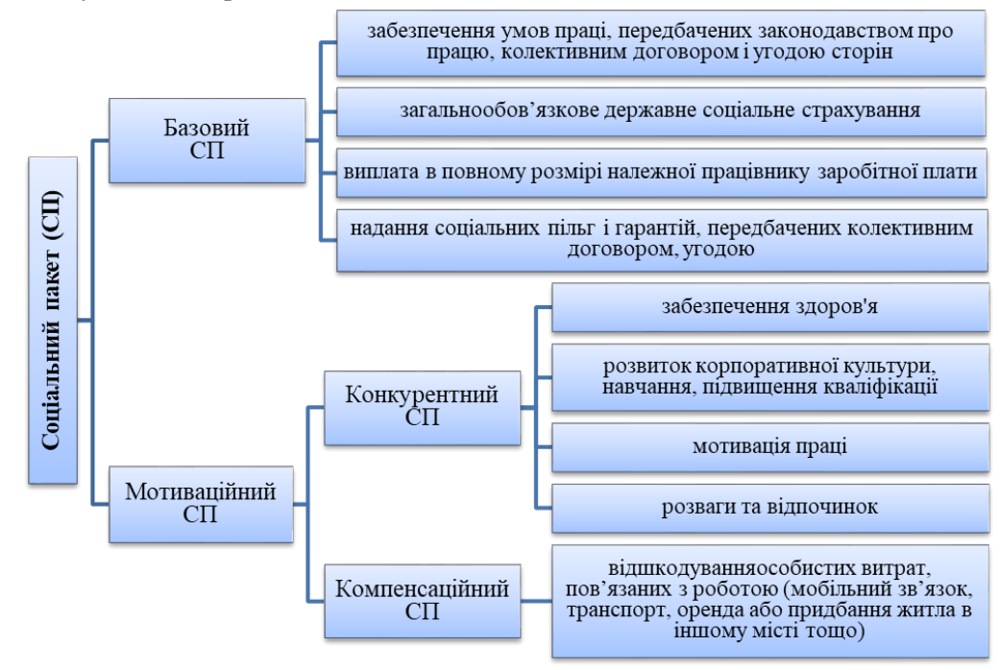 Соціальний пакет (СП)
Базовий
СП
забезпечення умов праці, передбачених законодавством про
працю, колективним договором і угодою сторін
загальнообов’язкове державне соціальне страхування
виплата в повному розмірі належної працівнику заробітної плати
надання соціальних пільг і гарантій, передбачених колективним
договором, угодою
Мотиваційний
СП
Конкурентний
СП
забезпечення здоров'я
розвиток корпоративної культури,
навчання, підвищення кваліфікації
мотивація праці
розваги та відпочинок
Компенсаційний
СП
відшкодуванняособистих витрат,
пов’язаних з роботою (мобільний зв’язок,
транспорт, оренда або придбання житла в
іншому місті тощо)